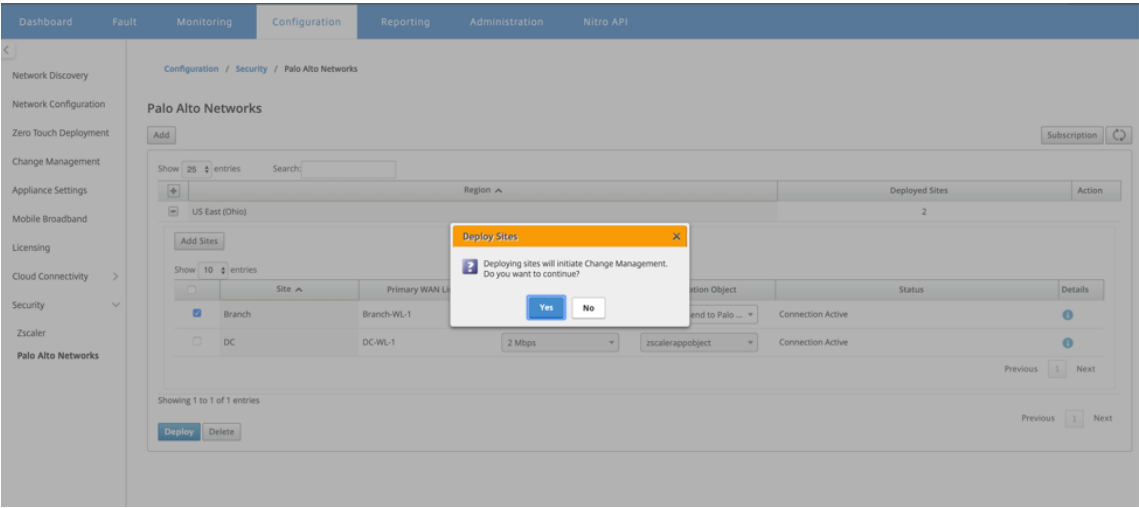 Dashboard Fault Monitoring Configuration Reporting Administration Nitro API
Network Discovery
Network Configuration
Zero Touch Deployment
Change Management
Appliance Settings
Mobile Broadband
Licensing
Cloud Connectivity
Security
Zscaler
Palo Alto Networks
Configuration / Security / Palo Alto Networks
Palo Alto Networks
Add Subscription
Show 25 entries Search:
Region Deployed Sites Action
US East (Ohio) 2
Add Sites
Show 10 entries
Site Primary WAN Object Status Details
Branch Branch-WL-1 to Palo ... Connection Active
DC DC-WL-1 2 Mbps zscalerappobject Connection Active
Previous 1 Next
Showing 1 to 1 of 1 entries
Previous 1 Next
Deploy Delete
Deploy Sites
Deploying sites will initiate Change Management.
Do you want to continue?
Yes No